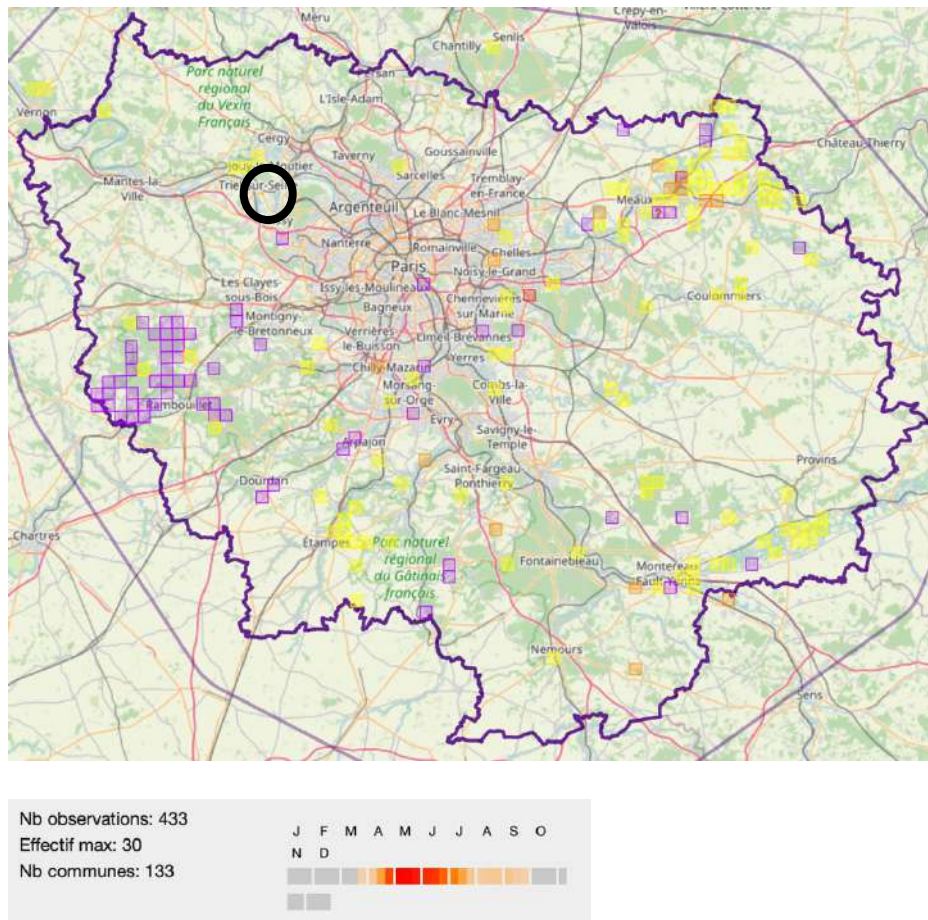 Meru
Crépy-en-
Valois
Chantilly
Senlis
Parc naturel
régional
du Vexin
Français
L'Isle-Adam
Vernon
Cergy
Taverny
Goussainville
Château-Thierry
Mantes-la-
Ville
Sarcelles
Tremblay-
en-France
Meaux
Argenteuil
Le Blanc-Mesnil
Nanterre
Romainville
Chelles
Paris
Noisy-le-Grand
Les Clayes-
sous-Bois
Issy-les-Moulineaux
Chennevières-
sur-Marne
Coulommiers
Montigny-
le-Bretonneux
Bagneux
Verrières-
le-Buisson
Limeil-Brévannes
Yerres
Chilly-Mazarin
Rambouillet
Morsang-
sur-Orge
Combs-la-
Ville
Évry
Savigny-le-
Temple
Arpajon
Provins
Dourdan
Saint-Fargeau
Ponthierry
Chartres
Étampes
Parc naturel
régional
du Gâtinais
français
Fontainebleau
Montereau-
Fault-Yonne
Nemours
Sens
Nb observations: 433
Effectif max: 30
Nb communes: 133
J F M A M J J A S O
N D